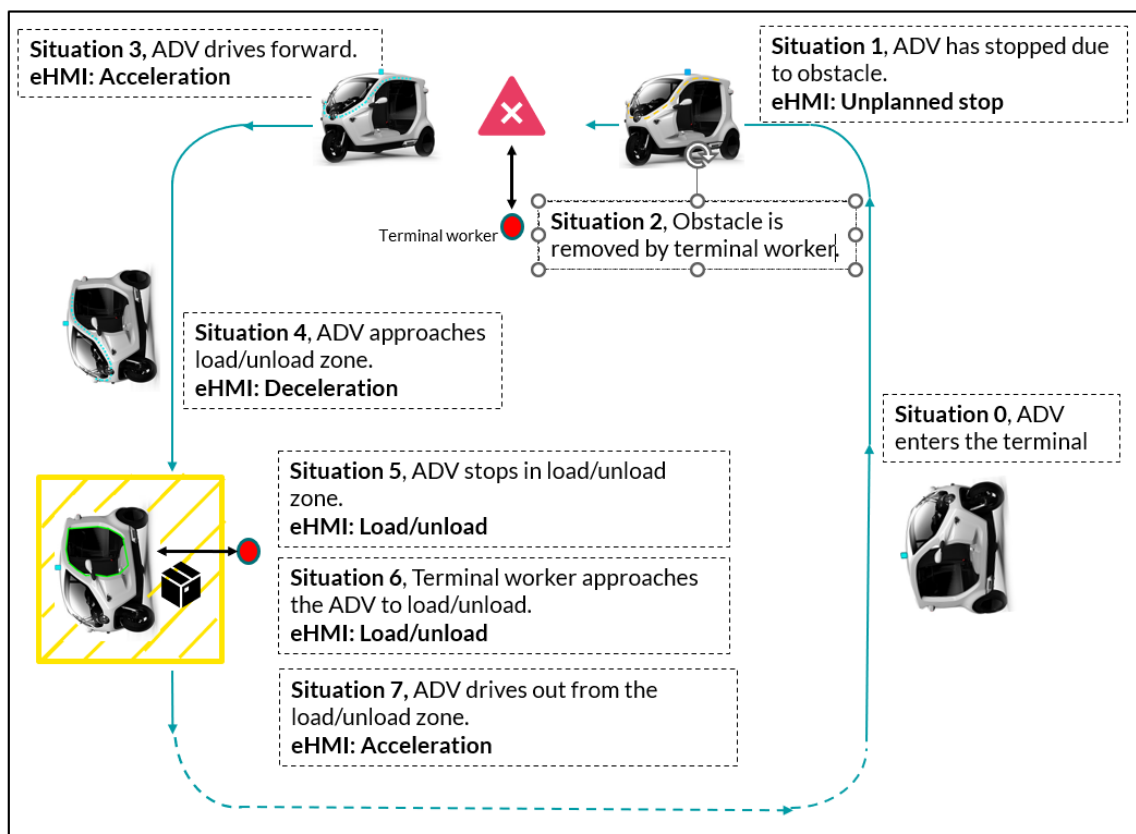 Situation 3, ADV drives forward.
eHMI: Acceleration
Situation 1, ADV has stopped due
to obstacle.
eHMI: Unplanned stop
Situation 2, Obstacle is
removed by terminal worker.
Terminal worker
Situation 4, ADV approaches
load/unload zone.
eHMI: Deceleration
Situation 0, ADV
enters the terminal
Situation 5, ADV stops in load/unload
zone.
eHMI: Load/unload
Situation 6, Terminal worker approaches
the ADV to load/unload.
eHMI: Load/unload
Situation 7, ADV drives out from the
load/unload zone.
eHMI: Acceleration